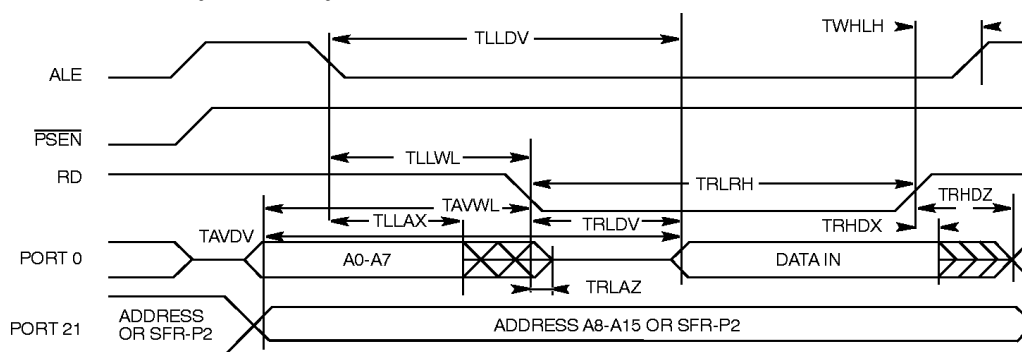 TLLDV
TWHLH
ALE
PSEN
TLLWL
RD
TRLRH
TRHDZ
TAVWL
TLLAX
TRLDV
TRHDX
TAVDV
PORT 0
A0-A7
DATA IN
TRLAZ
ADDRESS
OR SFR-P2
PORT 21
ADDRESS A8-A15 OR SFR-P2